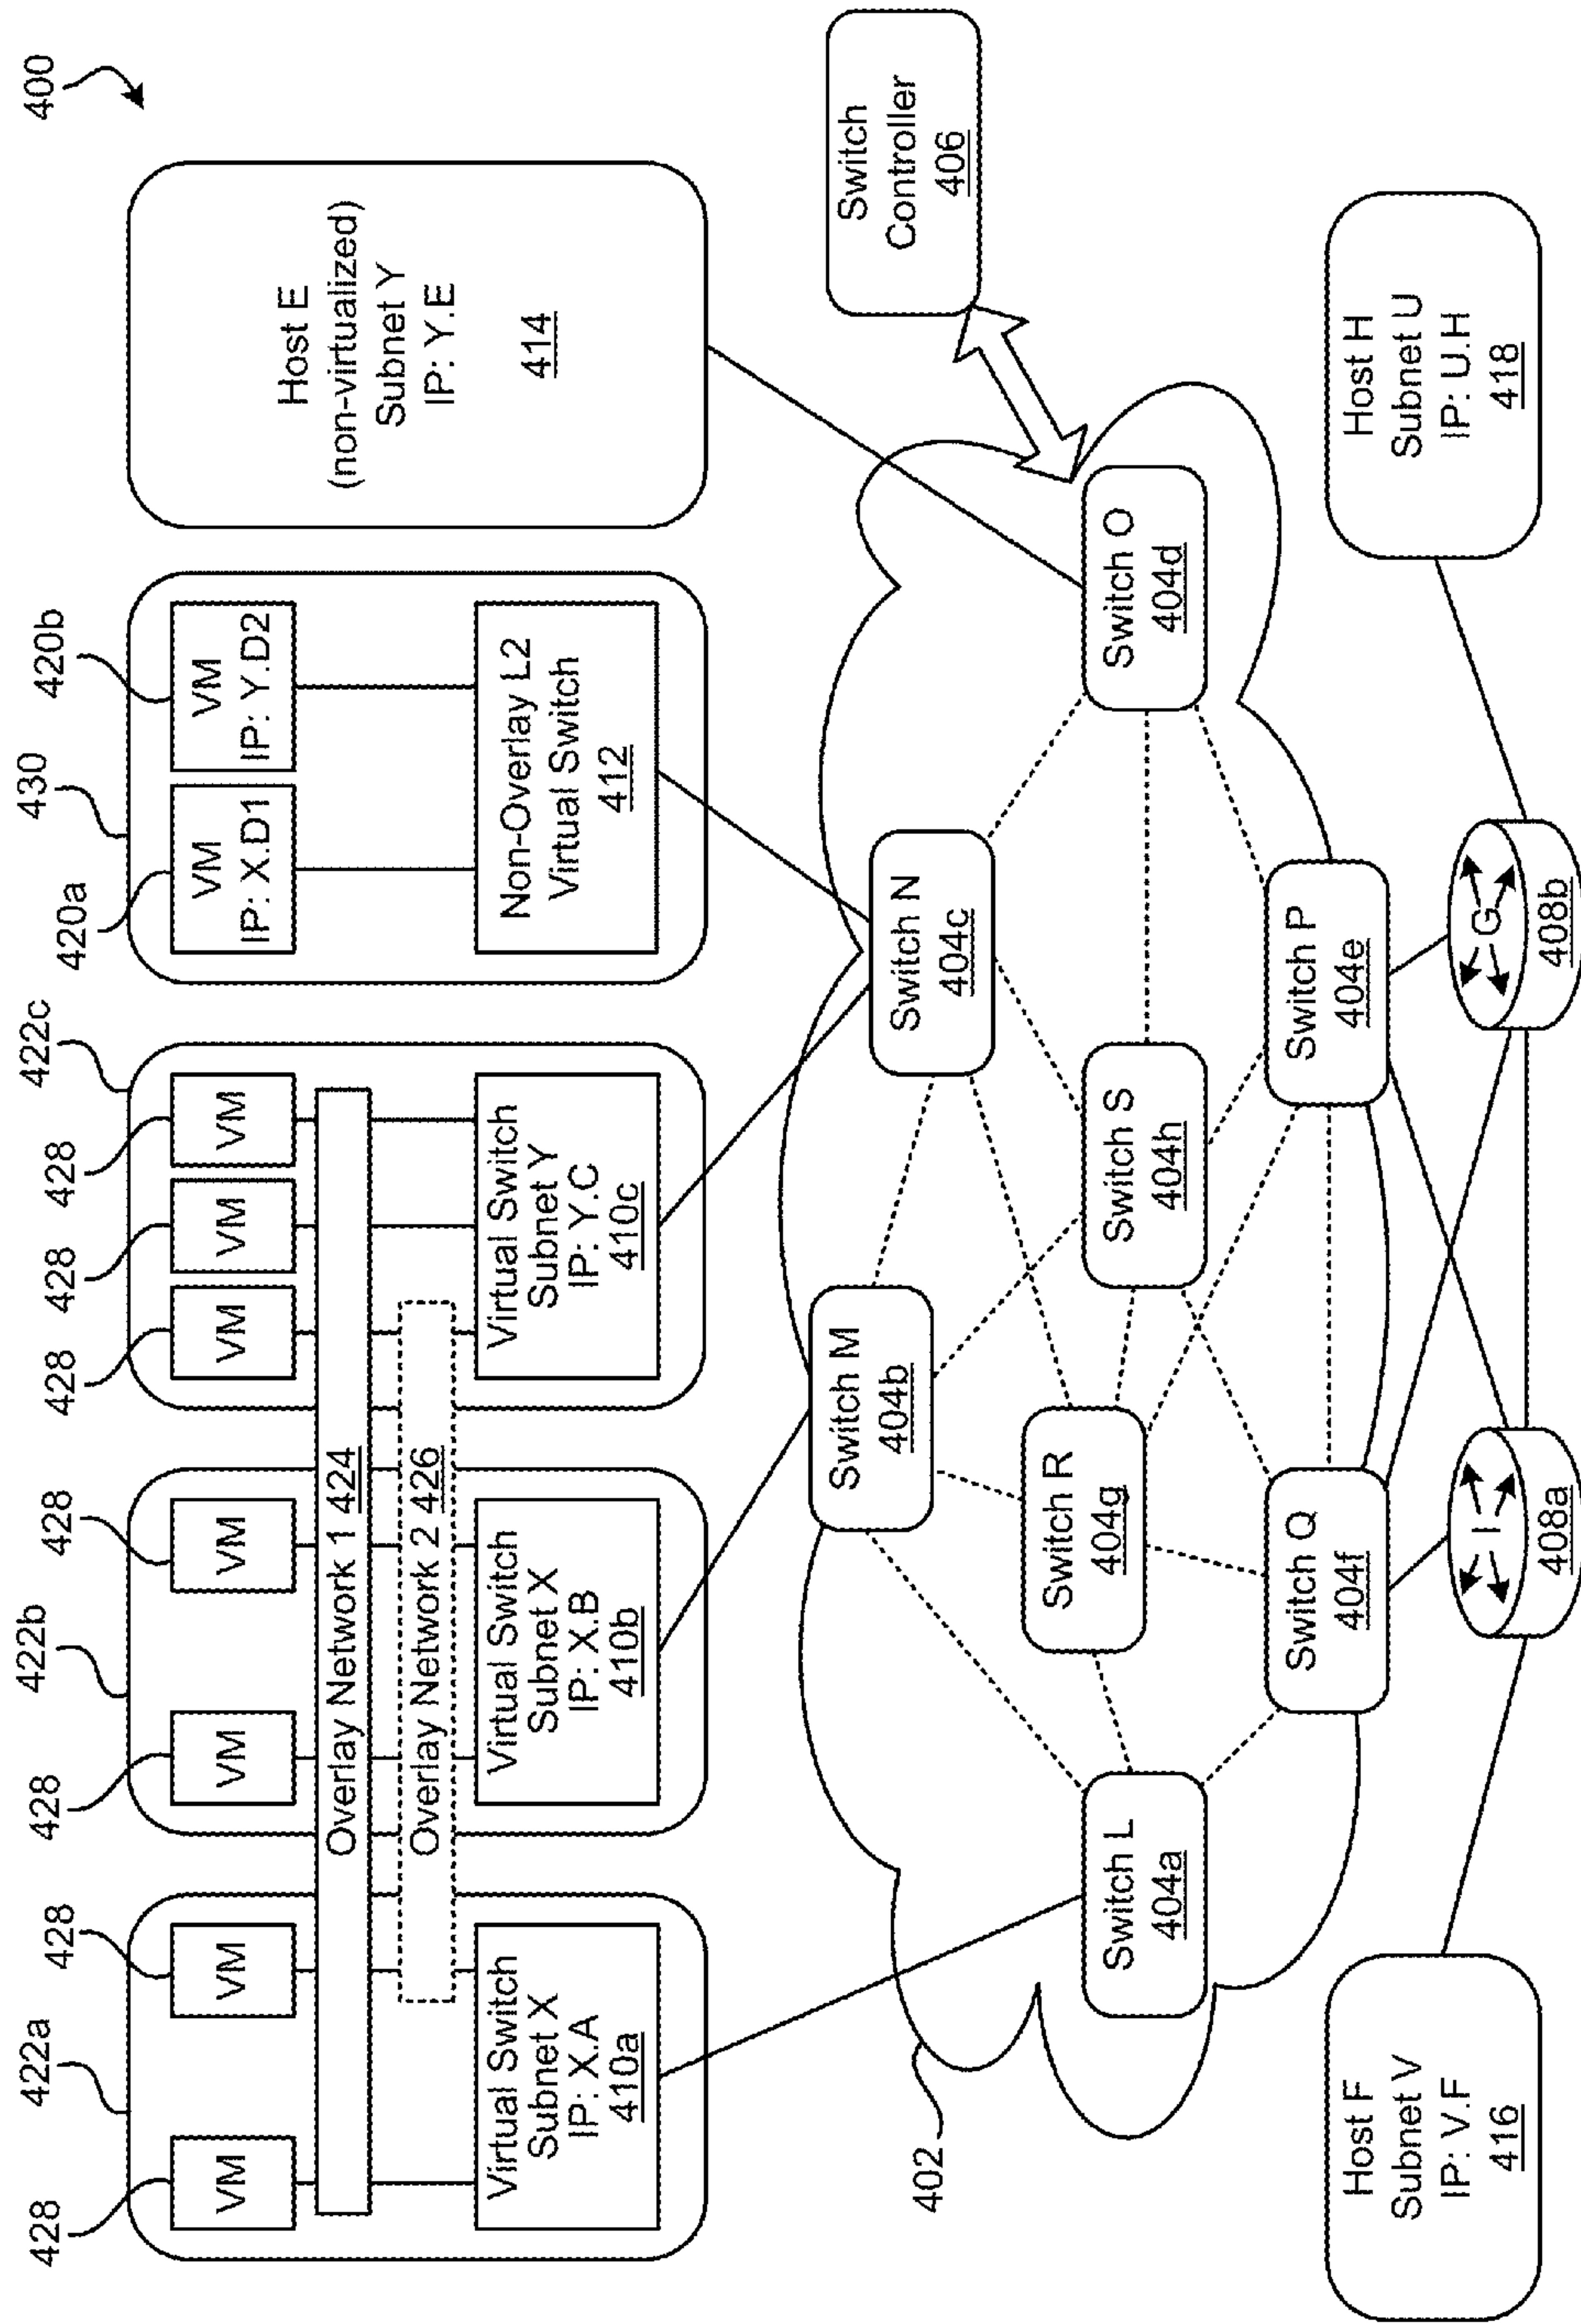 400
422a
422b
422c
430
428
428
428
428
428
428
428
420a
420b
VM
VM
VM
VM
VM
VM
VM
VM
IP: X.D1
VM
IP: Y.D2
Overlay Network 1 424
Overlay Network 2 426
Virtual Switch
Subnet X
IP: X.A
410a
Virtual Switch
Subnet X
IP: X.B
410b
Virtual Switch
Subnet Y
IP: Y.C
410c
Non-Overlay L2
Virtual Switch
412
Host E
(non-virtualized)
Subnet Y
IP: Y.E
414
402
Switch M
404b
Switch N
404c
Switch L
404a
Switch R
404g
Switch S
404h
Switch O
404d
Switch Q
404f
Switch P
404e
Switch
Controller
406
Host F
Subnet V
IP: V.F
416
I
408a
G
408b
Host H
Subnet U
IP: U.H
418